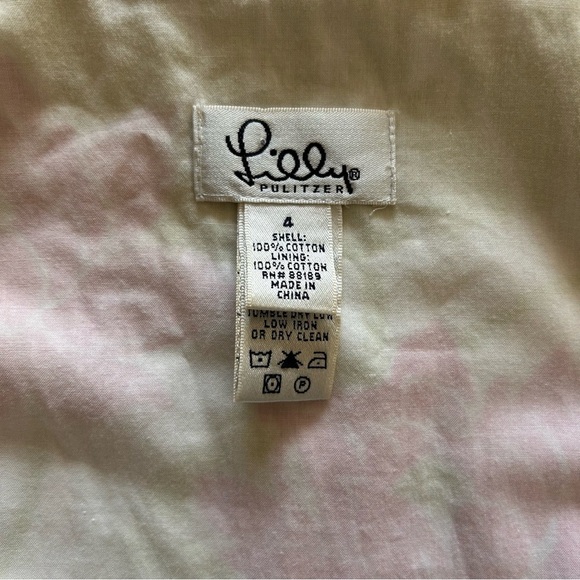 Lilly®
PULITZER
4
SHELL:
100% COTTON
LINING:
100% COTTON
RN# 88189
MADE IN
CHINA
TUMBLE DRY LOW
LOW IRON
OR DRY CLEAN
P